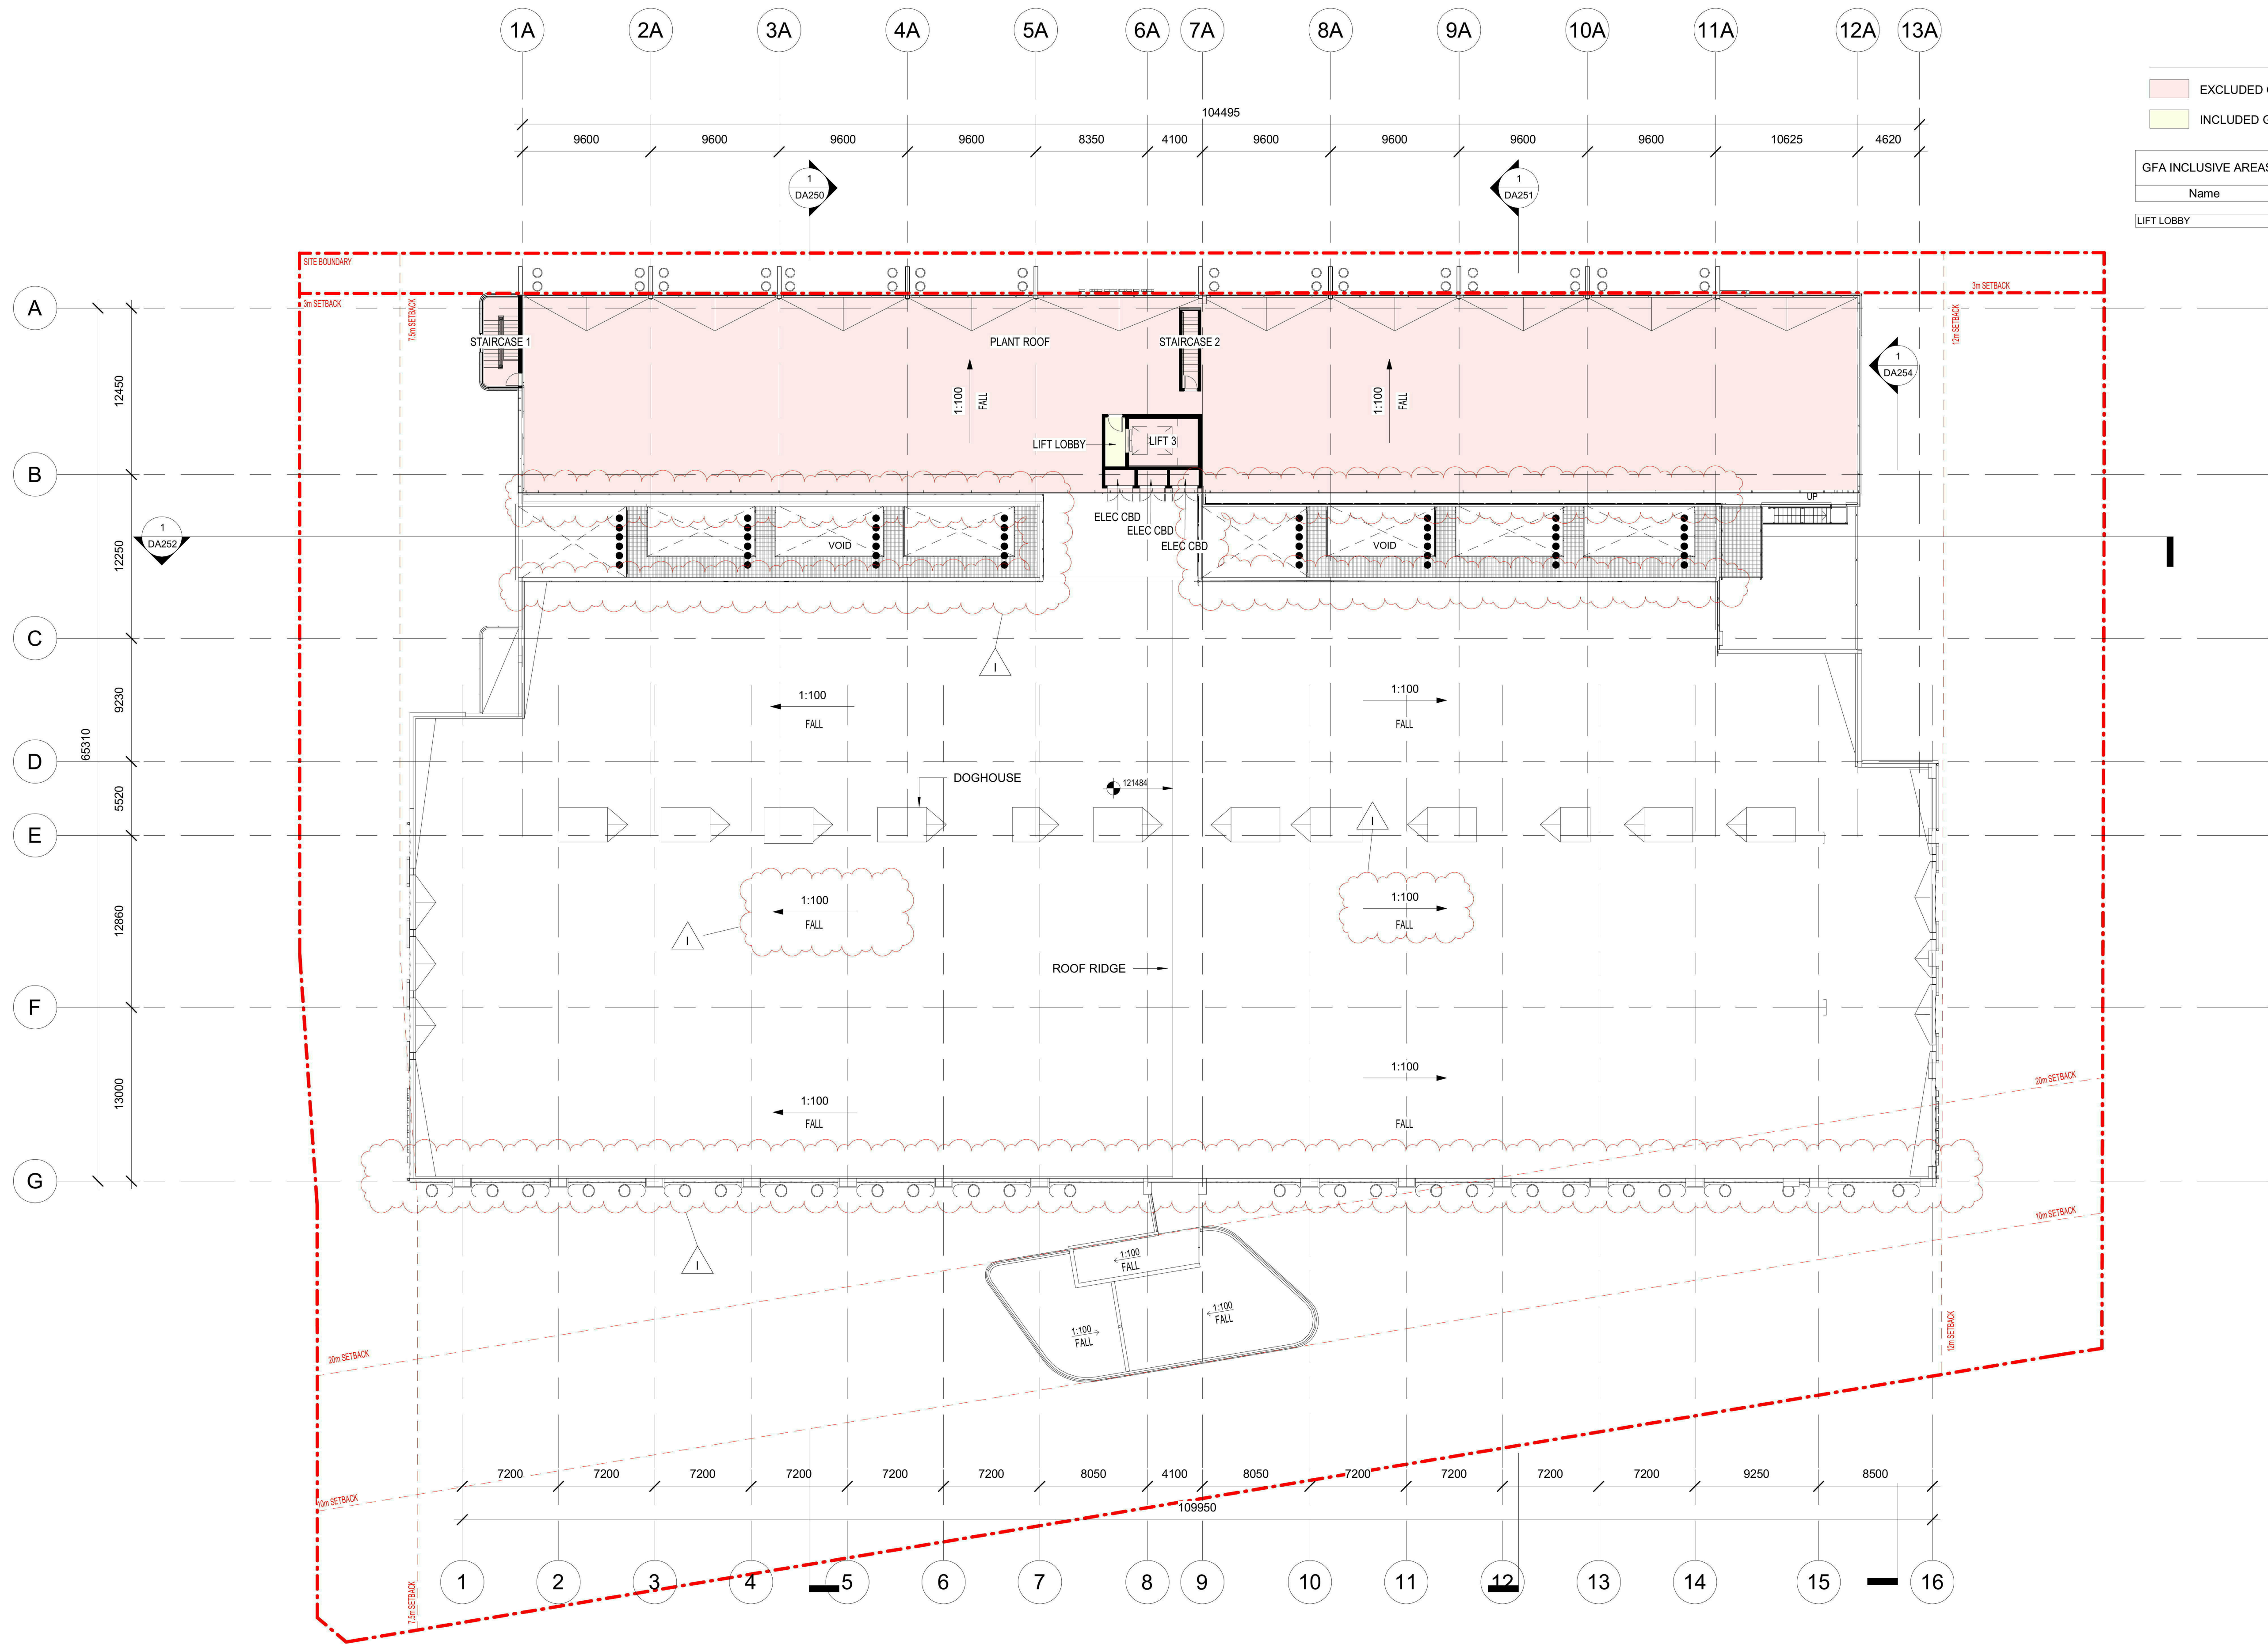 1A 2A 3A 4A 5A 6A 7A 8A 9A 10A 11A 12A 13A
EXCLUDED
INCLUDED
104495
9600 9600 9600 9600 8350 4100 9600 9600 9600 9600 10625 4620
GFA INCLUSIVE AREAS
Name
LIFT LOBBY
1
DA250
1
DA251
SITE BOUNDARY
3m SETBACK
3m SETBACK
7.5m SETBACK
12m SETBACK
A
STAIRCASE 1
PLANT ROOF
STAIRCASE 2
1
DA254
12450
1:100
FALL
1:100
FALL
LIFT LOBBY
LIFT 3
B
UP
ELEC CBD
ELEC CBD
ELEC CBD
1
DA252
VOID
VOID
12250
C
I
9230
1:100
FALL
1:100
FALL
65310
D
DOGHOUSE
121484
5520
I
E
1:100
FALL
1:100
FALL
12860
I
ROOF RIDGE
F
1:100
FALL
1:100
FALL
13000
20m SETBACK
G
10m SETBACK
I
1:100
FALL
1:100
FALL
1:100
FALL
20m SETBACK
12m SETBACK
10m SETBACK
7200 7200 7200 7200 7200 7200 8050 4100 8050 7200 7200 7200 7200 9250 8500
109950
7.5m SETBACK
1 2 3 4 5 6 7 8 9 10 11 12 13 14 15 16